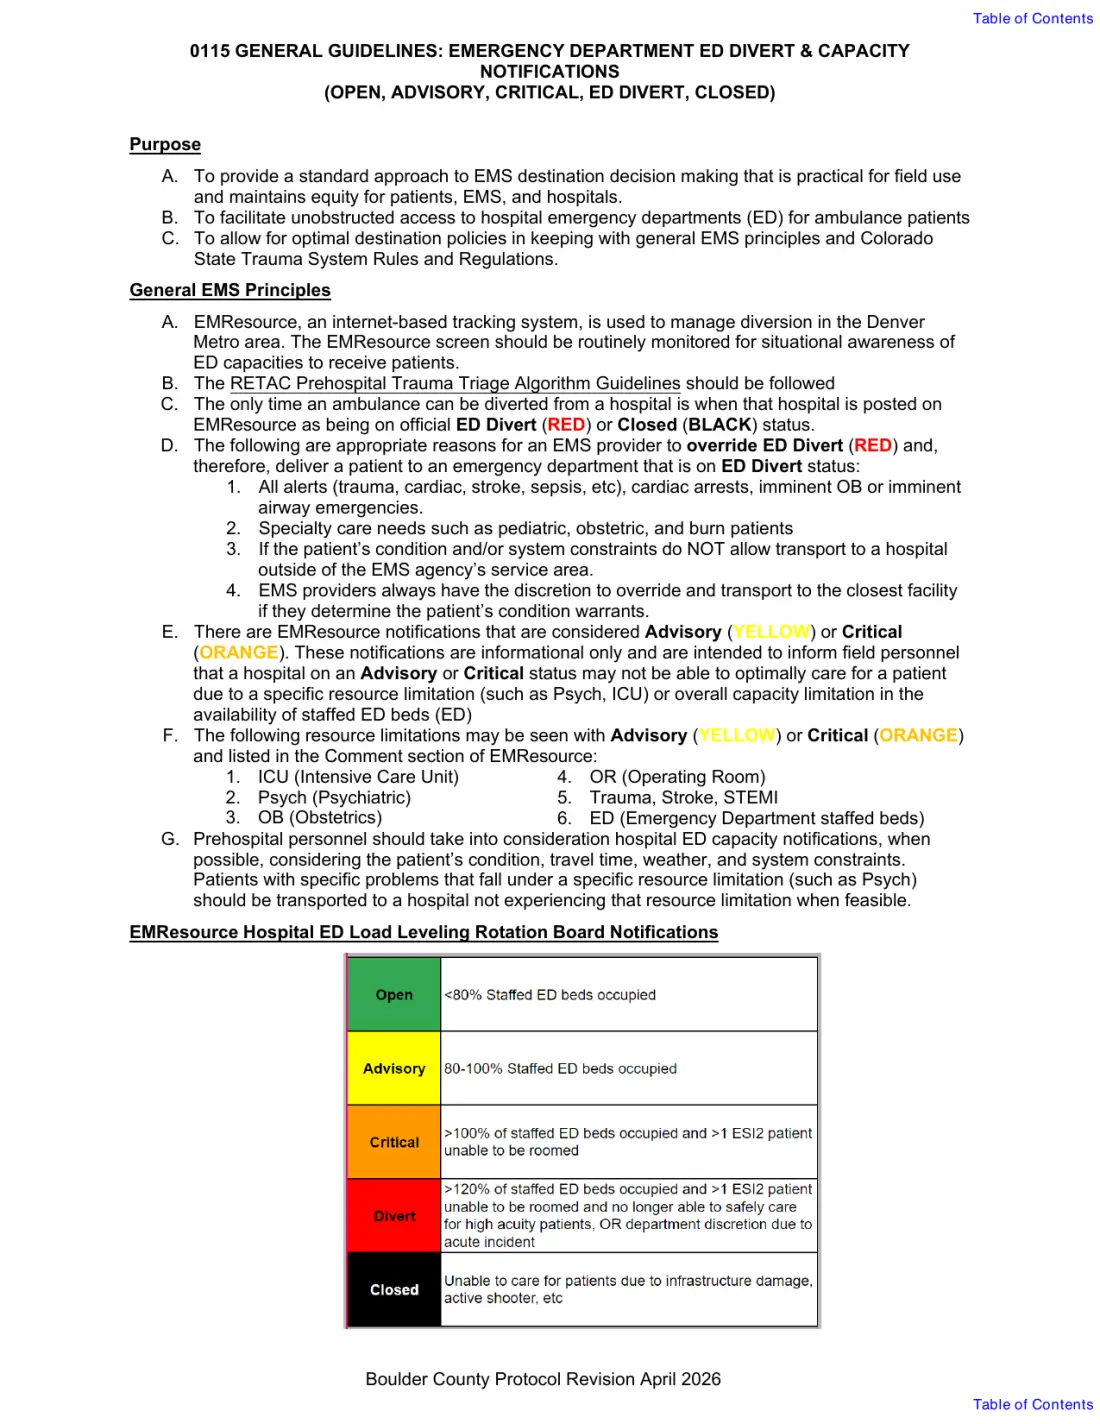 Table of Contents
0115 GENERAL GUIDELINES: EMERGENCY DEPARTMENT ED DIVERT & CAPACITY
NOTIFICATIONS
(OPEN, ADVISORY, CRITICAL, ED DIVERT, CLOSED)
Purpose
A. To provide a standard approach to EMS destination decision making that is practical for field use
and maintains equity for patients, EMS, and hospitals.
B. To facilitate unobstructed access to hospital emergency departments (ED) for ambulance patients
C. To allow for optimal destination policies in keeping with general EMS principles and Colorado
State Trauma System Rules and Regulations.
General EMS Principles
A. EMResource, an internet-based tracking system, is used to manage diversion in the Denver
Metro area. The EMResource screen should be routinely monitored for situational awareness of
ED capacities to receive patients.
B. The RETAC Prehospital Trauma Triage Algorithm Guidelines should be followed
C. The only time an ambulance can be diverted from a hospital is when that hospital is posted on
EMResource as being on official ED Divert (RED) or Closed (BLACK) status.
D. The following are appropriate reasons for an EMS provider to override ED Divert (RED) and,
therefore, deliver a patient to an emergency department that is on ED Divert status:
1. All alerts (trauma, cardiac, stroke, sepsis, etc), cardiac arrests, imminent OB or imminent
airway emergencies.
2. Specialty care needs such as pediatric, obstetric, and burn patients
3. If the patient's condition and/or system constraints do NOT allow transport to a hospital
outside of the EMS agency's service area.
4. EMS providers always have the discretion to override and transport to the closest facility
if they determine the patient's condition warrants.
E. There are EMResource notifications that are considered Advisory (YELLOW) or Critical
(ORANGE). These notifications are informational only and are intended to inform field personnel
that a hospital on an Advisory or Critical status may not be able to optimally care for a patient
due to a specific resource limitation (such as Psych, ICU) or overall capacity limitation in the
availability of staffed ED beds (ED)
F. The following resource limitations may be seen with Advisory (YELLOW) or Critical (ORANGE)
and listed in the Comment section of EMResource:
1. ICU (Intensive Care Unit)
2. Psych (Psychiatric)
3. OB (Obstetrics)
4. OR (Operating Room)
5. Trauma, Stroke, STEMI
6. ED (Emergency Department staffed beds)
G. Prehospital personnel should take into consideration hospital ED capacity notifications, when
possible, considering the patient's condition, travel time, weather, and system constraints.
Patients with specific problems that fall under a specific resource limitation (such as Psych)
should be transported to a hospital not experiencing that resource limitation when feasible.
EMResource Hospital ED Load Leveling Rotation Board Notifications
Open
<80% Staffed ED beds occupied
Advisory
80-100% Staffed ED beds occupied
Critical
>100% of staffed ED beds occupied and >1 ESI2 patient
unable to be roomed
Divert
>120% of staffed ED beds occupied and >1 ESI2 patient
unable to be roomed and no longer able to safely care
for high acuity patients, OR department discretion due to
acute incident
Closed
Unable to care for patients due to infrastructure damage,
active shooter, etc
Boulder County Protocol Revision April 2026
Table of Contents